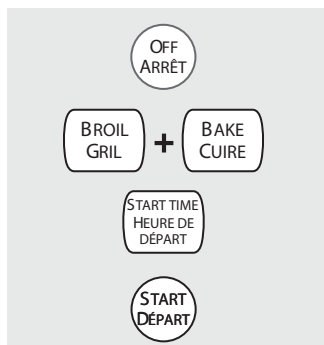 OFF
ARRÊT
BROIL
GRIL
+
BAKE
CUIRE
START TIME
HEURE DE
DÉPART
START
DÉPART